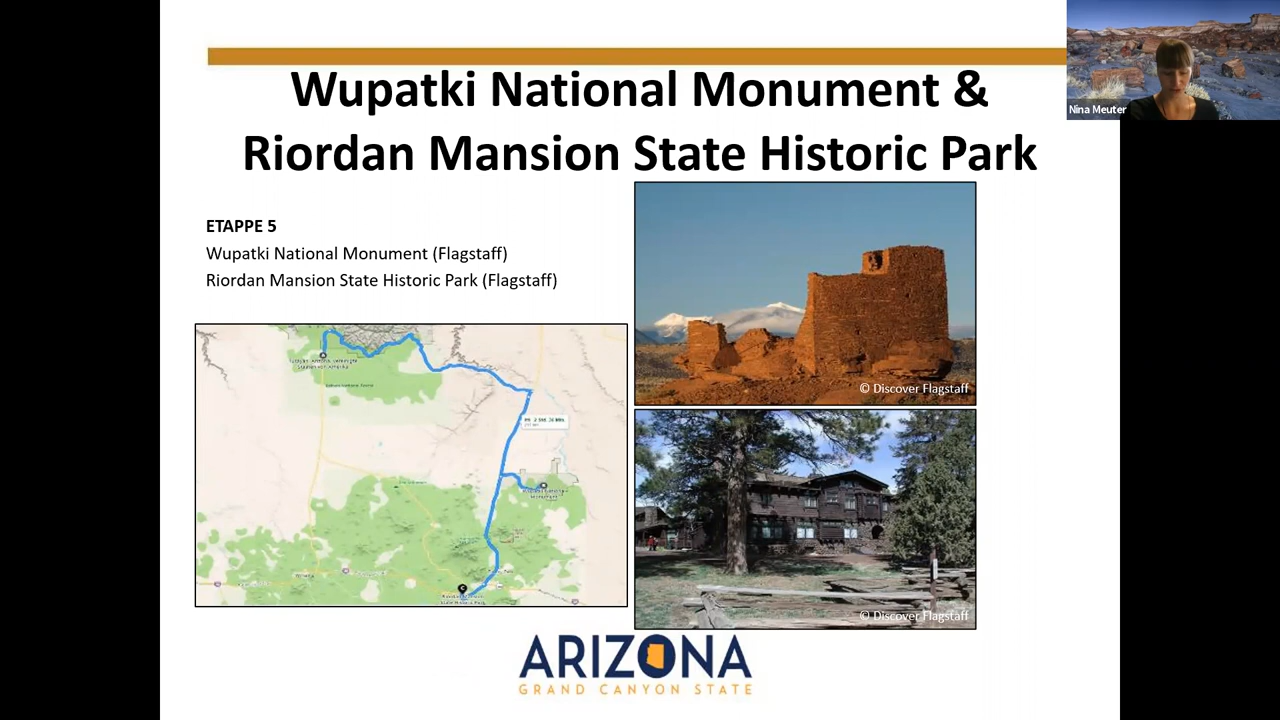 Wupatki National Monument &
Riordan Mansion State Historic Park
Nina Meuter
ETAPPE 5
Wupatki National Monument (Flagstaff)
Riordan Mansion State Historic Park (Flagstaff)
© Discover Flagstaff
© Discover Flagstaff
ARIZONA
GRAND CANYON STATE